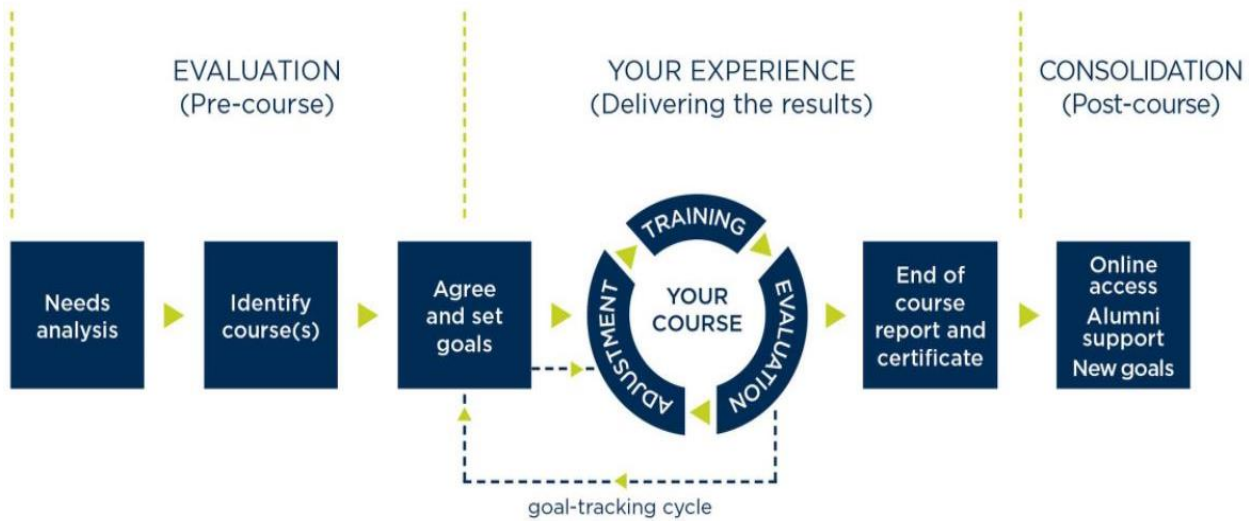 EVALUATION
(Pre-course)
YOUR EXPERIENCE
(Delivering the results)
CONSOLIDATION
(Post-course)
Needs
analysis
Identify
course(s)
Agree
and set
goals
TRAINING
EVALUATION
ADJUSTMENT
YOUR
COURSE
End of
course
report and
certificate
Online
access
Alumni
support
New goals
goal-tracking cycle